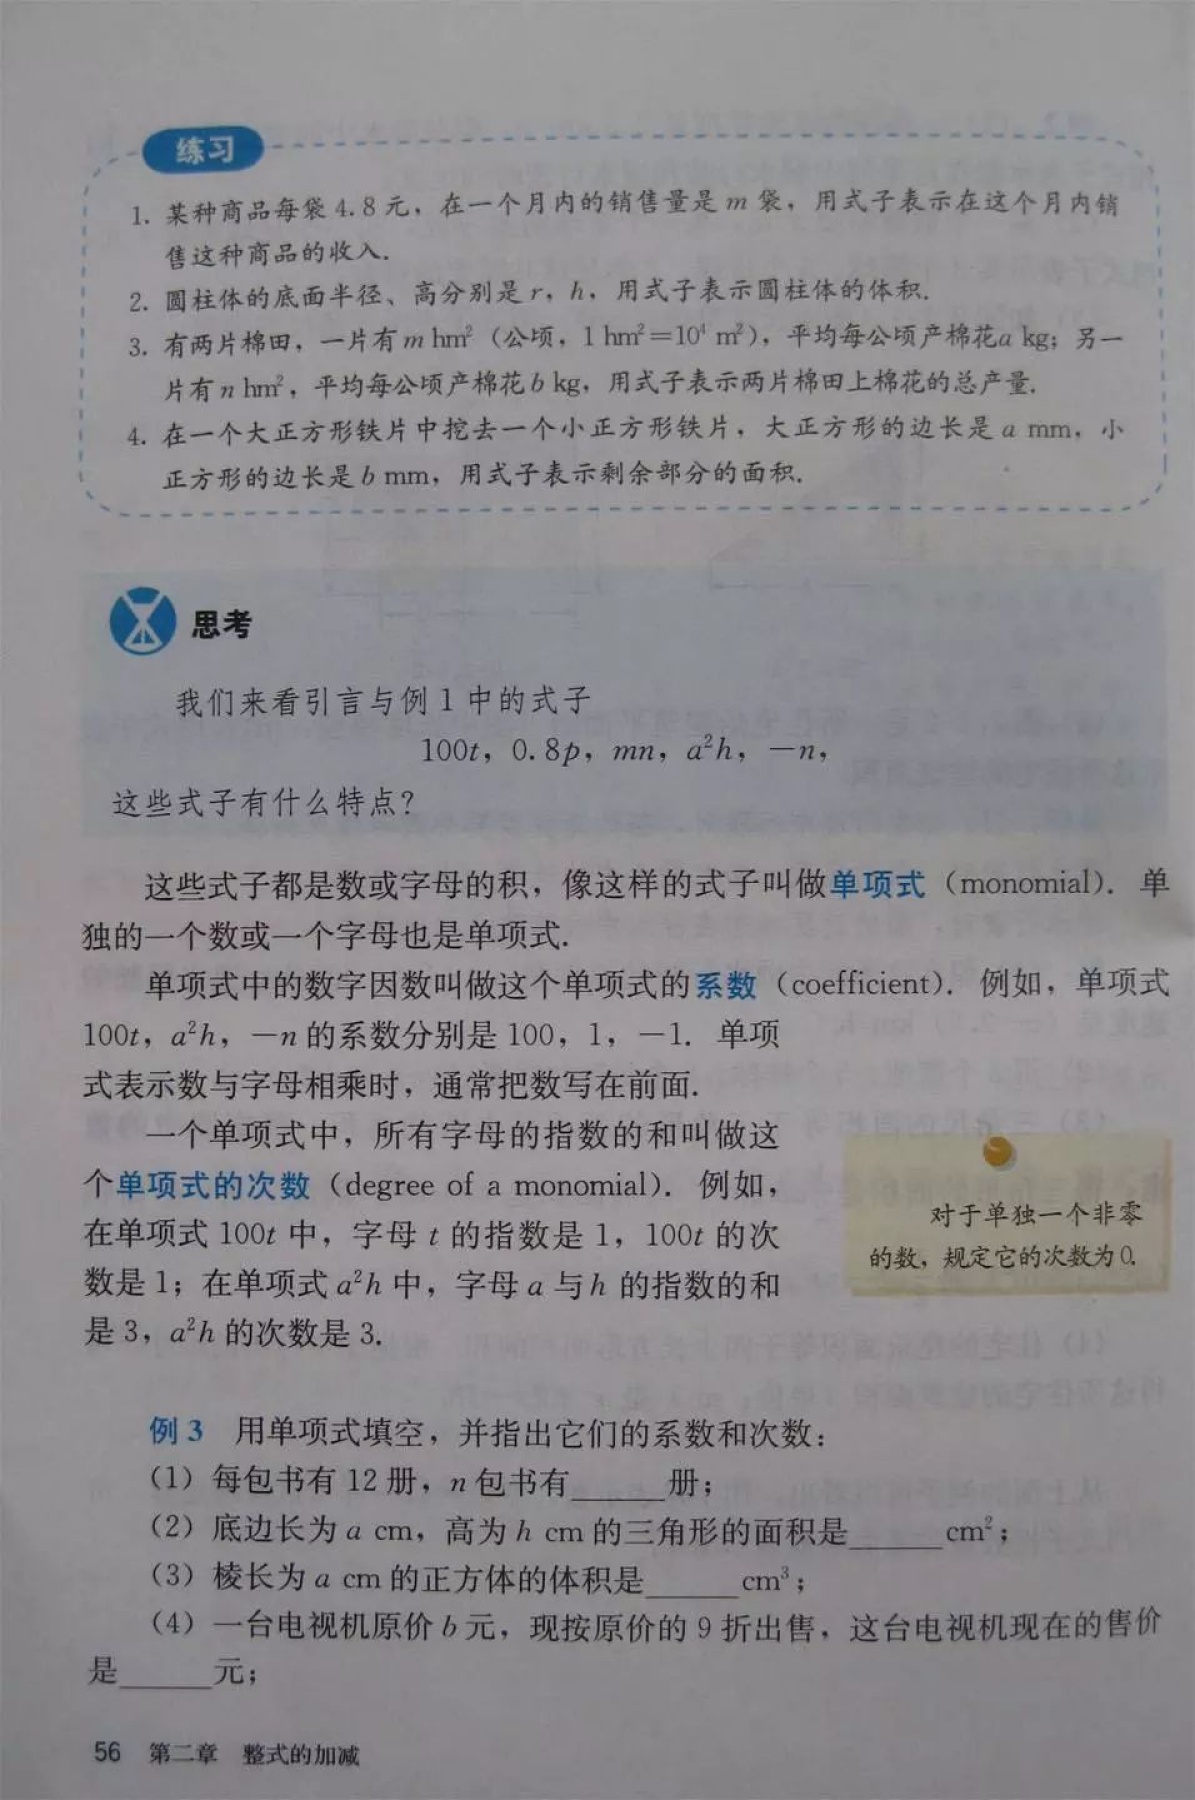 练习
1. 某种商品每袋 4.8 元，在一个月内的销售量是 m 袋，用式子表示在这个月内销
售这种商品的收入.
2. 圆柱体的底面半径、高分别是 r，h，用式子表示圆柱体的体积.
3. 有两片棉田，一片有 m hm²（公顷，1 hm²＝10⁴ m²），平均每公顷产棉花a kg；另一
片有 n hm²，平均每公顷产棉花 b kg，用式子表示两片棉田上棉花的总产量.
4. 在一个大正方形铁片中挖去一个小正方形铁片，大正方形的边长是 a mm，小
正方形的边长是 b mm，用式子表示剩余部分的面积.
思考
我们来看引言与例 1 中的式子
100t，0.8p，mn，a²h，－n，
这些式子有什么特点？
这些式子都是数或字母的积，像这样的式子叫做单项式（monomial）. 单
独的一个数或一个字母也是单项式.
单项式中的数字因数叫做这个单项式的系数（coefficient）. 例如，单项式
100t，a²h，－n 的系数分别是 100，1，－1. 单项
式表示数与字母相乘时，通常把数写在前面.
一个单项式中，所有字母的指数的和叫做这
个单项式的次数（degree of a monomial）. 例如，
在单项式 100t 中，字母 t 的指数是 1，100t 的次
数是 1；在单项式 a²h 中，字母 a 与 h 的指数的和
是 3，a²h 的次数是 3.
对于单独一个非零
的数，规定它的次数为 0.
例 3 用单项式填空，并指出它们的系数和次数：
（1）每包书有 12 册，n 包书有______册；
（2）底边长为 a cm，高为 h cm 的三角形的面积是______cm²；
（3）棱长为 a cm 的正方体的体积是______cm³；
（4）一台电视机原价 b 元，现按原价的 9 折出售，这台电视机现在的售价
是______元；
56 第二章 整式的加减